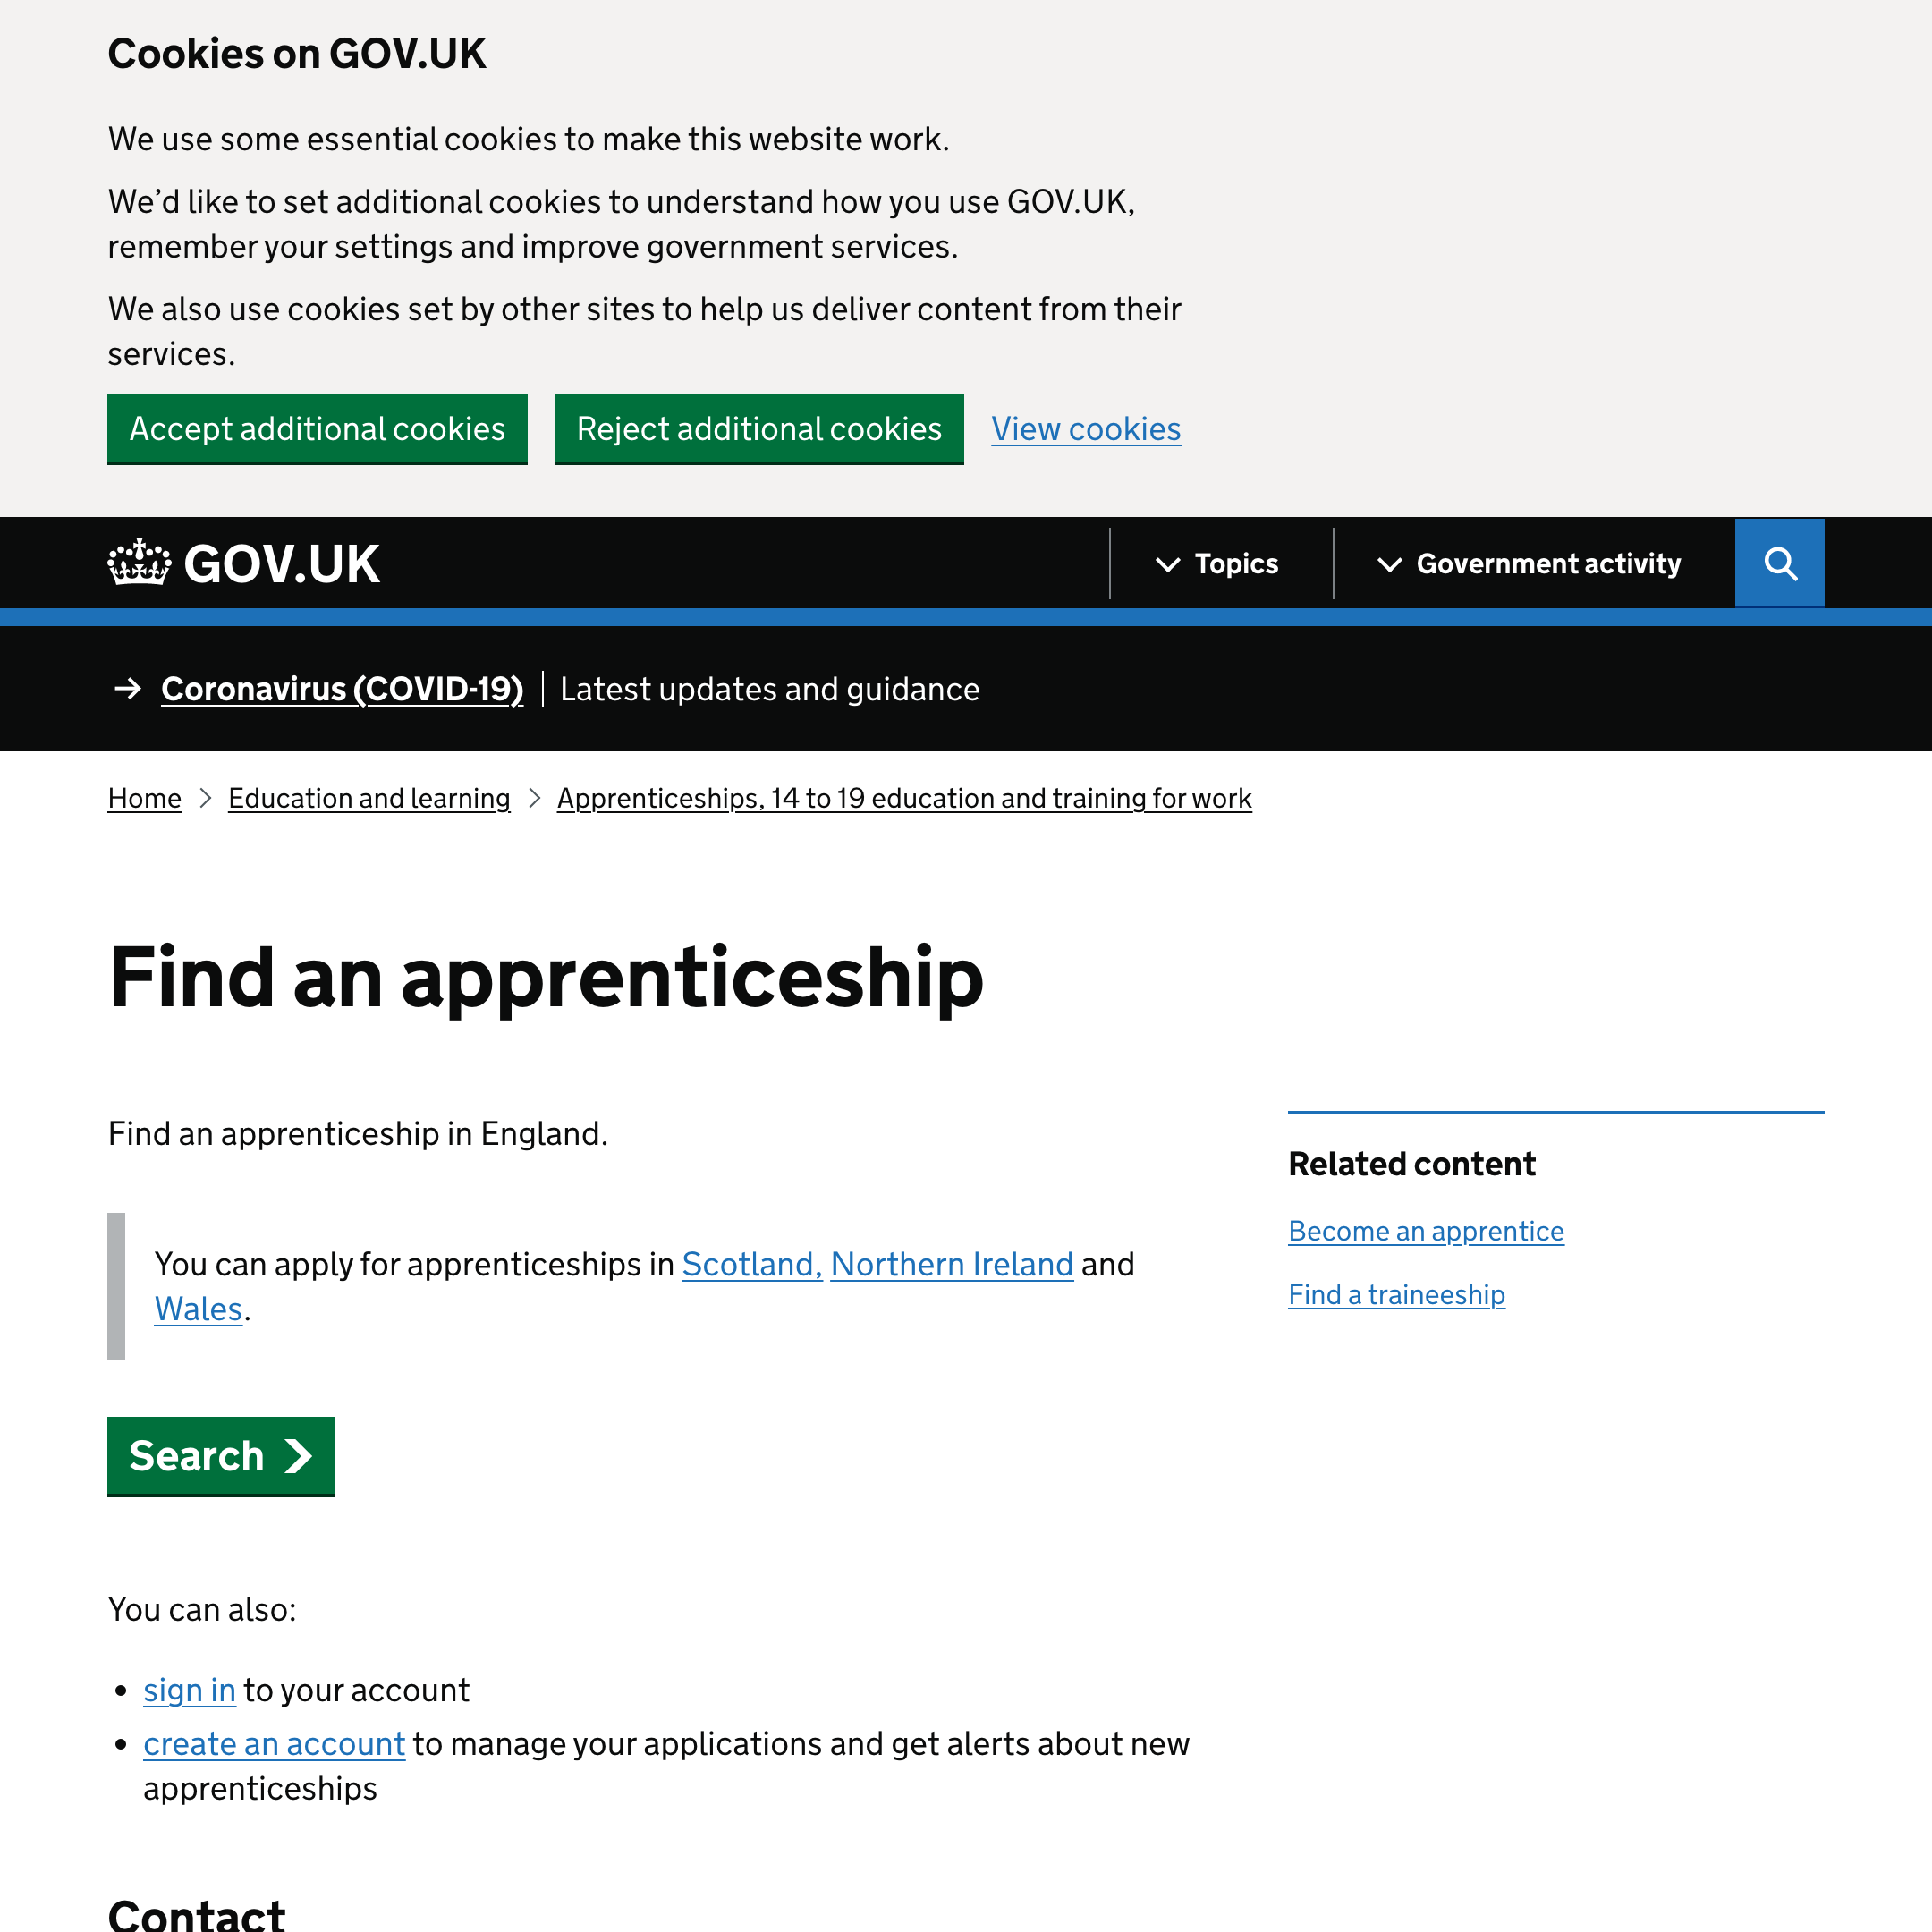 Cookies on GOV.UK
We use some essential cookies to make this website work.
We’d like to set additional cookies to understand how you use GOV.UK,
remember your settings and improve government services.
We also use cookies set by other sites to help us deliver content from their
services.
Accept additional cookies Reject additional cookies View cookies
GOV.UK Topics Government activity
Coronavirus (COVID-19) Latest updates and guidance
Home Education and learning Apprenticeships, 14 to 19 education and training for work
Find an apprenticeship
Find an apprenticeship in England.
You can apply for apprenticeships in Scotland, Northern Ireland and
Wales.
Search
You can also:
sign in to your account
create an account to manage your applications and get alerts about new
apprenticeships
Contact
Related content
Become an apprentice
Find a traineeship